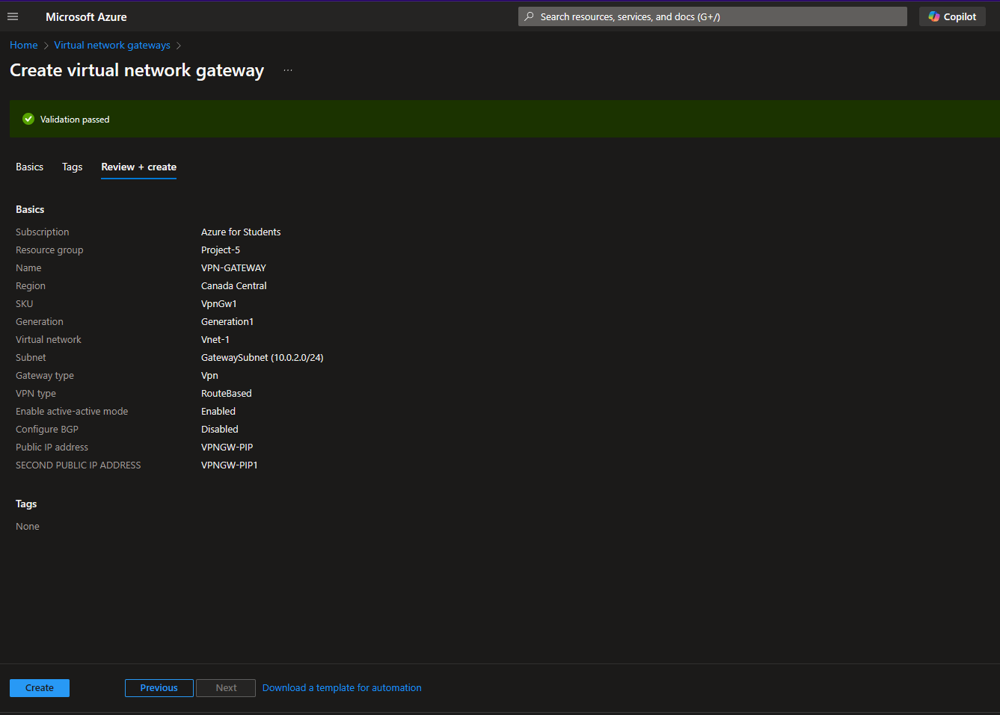 Microsoft Azure
Search resources, services, and docs (G+/)
Copilot
Home > Virtual network gateways >
Create virtual network gateway ...
Validation passed
Basics Tags Review + create
Basics
Subscription Azure for Students
Resource group Project-5
Name VPN-GATEWAY
Region Canada Central
SKU VpnGw1
Generation Generation1
Virtual network Vnet-1
Subnet GatewaySubnet (10.0.2.0/24)
Gateway type Vpn
VPN type RouteBased
Enable active-active mode Enabled
Configure BGP Disabled
Public IP address VPNGW-PIP
SECOND PUBLIC IP ADDRESS VPNGW-PIP1
Tags
None
Create Previous Next Download a template for automation